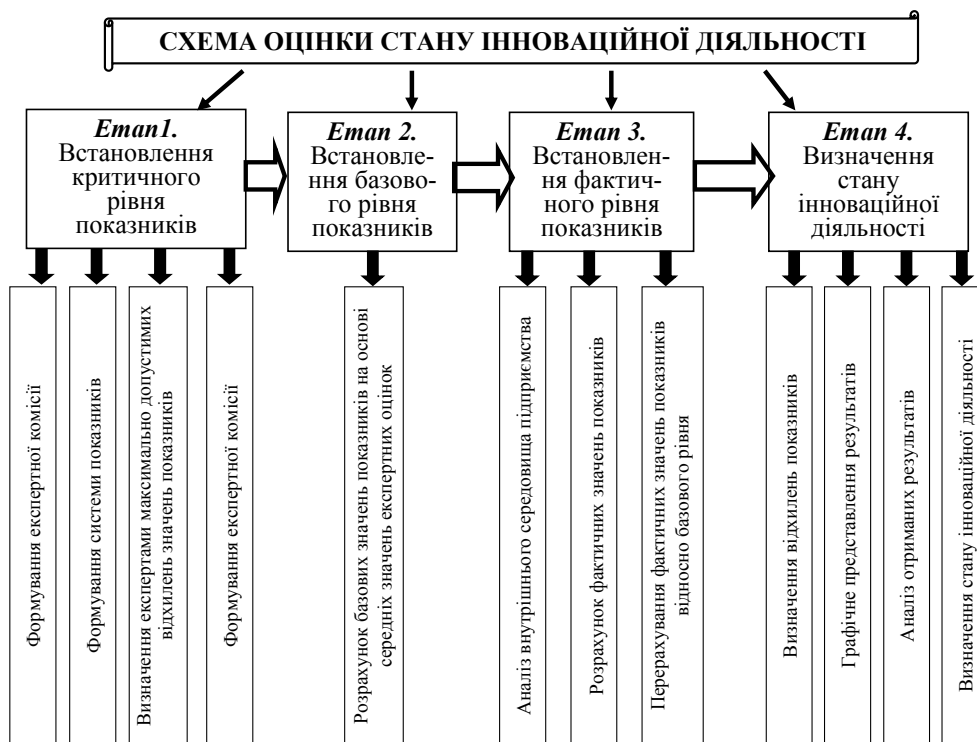 СХЕМА ОЦІНКИ СТАНУ ІННОВАЦІЙНОЇ ДІЯЛЬНОСТІ
Етап1.
Встановлення
критичного
рівня
показників
Етап 2.
Встановле-
ння базово-
го рівня
показників
Етап 3.
Встановлен-
ня фактич-
ного рівня
показників
Етап 4.
Визначення
стану
інноваційної
діяльності
Формування експертної комісії
Формування системи показників
Визначення експертами максимально допустимих
відхилень значень показників
Формування експертної комісії
Розрахунок базових значень показників на основі
середніх значень експертних оцінок
Аналіз внутрішнього середовища підприємства
Розрахунок фактичних значень показників
Перерахування фактичних значень показників
відносно базового рівня
Визначення відхилень показників
Графічне представлення результатів
Аналіз отриманих результатів
Визначення стану інноваційної діяльності